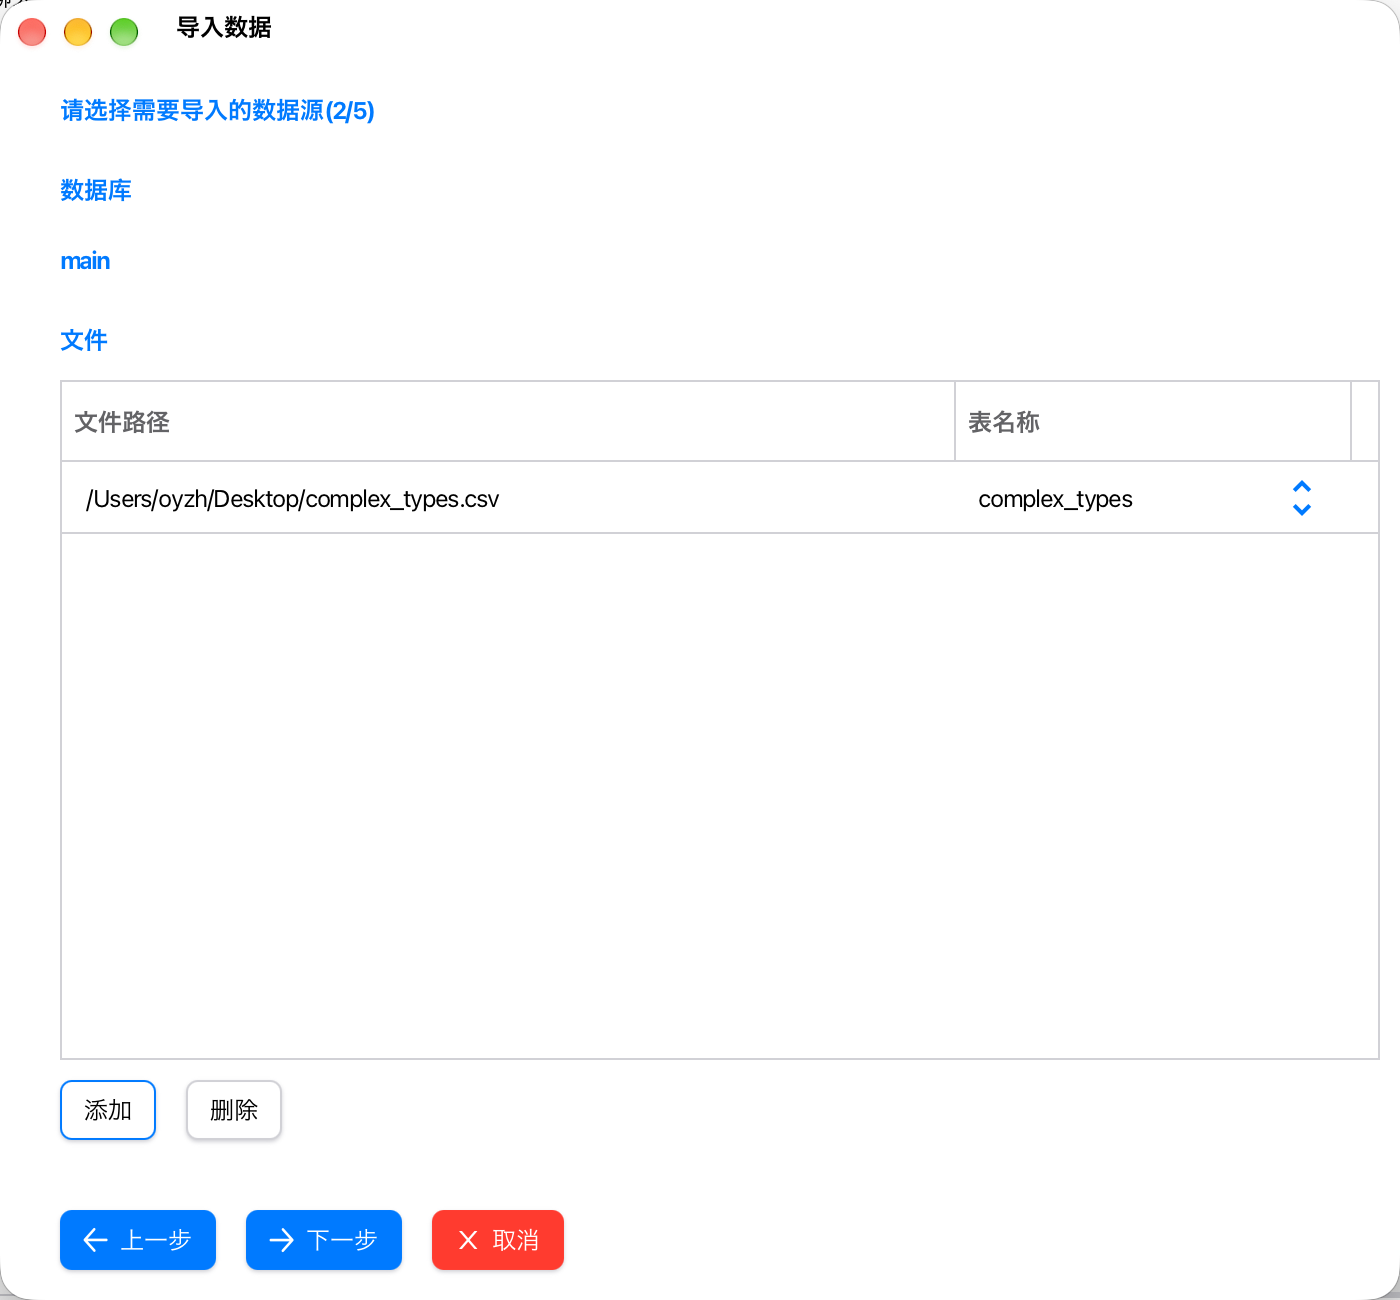 导入数据
请选择需要导入的数据源(2/5)
数据库
main
文件
文件路径 表名称
/Users/oyzh/Desktop/complex_types.csv complex_types
添加 删除
上一步 下一步 取消